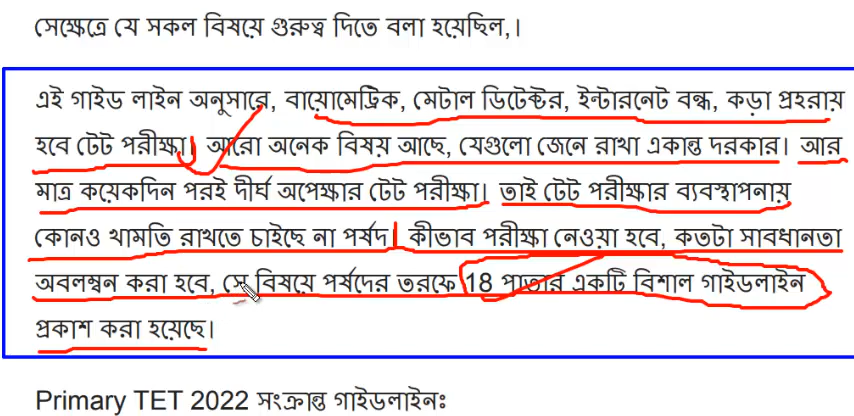 সেক্ষেত্রে যে সকল বিষয়ে গুরুত্ব দিতে বলা হয়েছিল,।
এই গাইড লাইন অনুসারে, বায়োমেট্রিক, মেটাল ডিটেক্টর, ইন্টারনেট বন্ধ, কড়া প্রহরায়
হবে টেট পরীক্ষা। আরো অনেক বিষয় আছে, যেগুলো জেনে রাখা একান্ত দরকার। আর
মাত্র কয়েকদিন পরই দীর্ঘ অপেক্ষার টেট পরীক্ষা। তাই টেট পরীক্ষার ব্যবস্থাপনায়
কোনও খামতি রাখতে চাইছে না পর্ষদ। কীভাব পরীক্ষা নেওয়া হবে, কতটা সাবধানতা
অবলম্বন করা হবে, সে বিষয়ে পর্ষদের তরফে 18 পাতার একটি বিশাল গাইডলাইন
প্রকাশ করা হয়েছে।
Primary TET 2022 সংক্রান্ত গাইডলাইনঃ